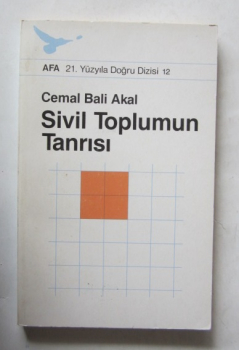 AFA 21. Yüzyıla Doğru Dizisi 12
Cemal Bali Akal
Sivil Toplumun
Tanrısı